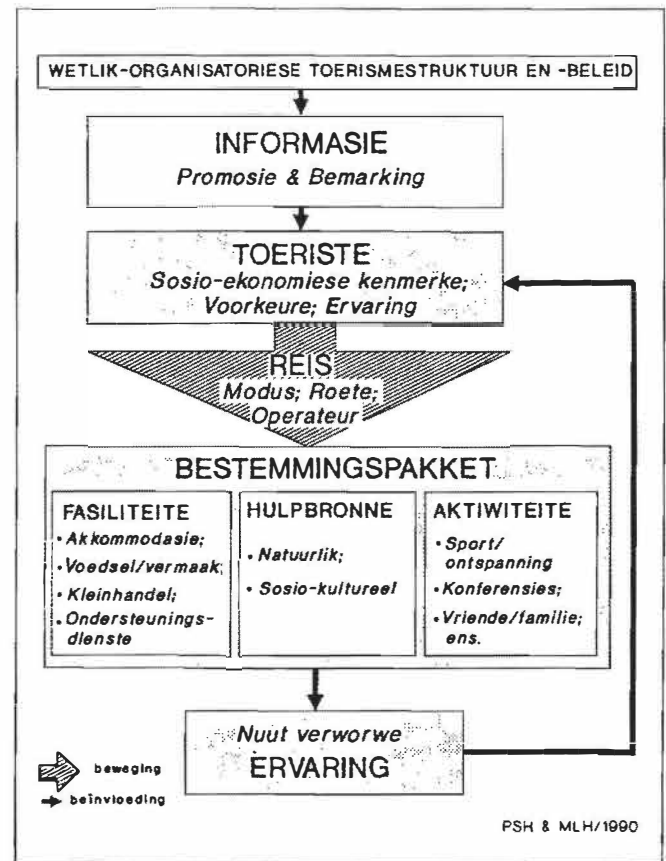 WETLIK-ORGANISATORIESE TOERISMESTRUKTUUR EN -BELEID
INFORMASIE
Promosie & Bemarking
TOERISTE
Sosio-ekonomiese kenmerke;
Voorkeure; Ervaring
REIS
Modus; Roete;
Operateur
BESTEMMINGSPAKKET
FASILITEITE
• Akkommodasie;
• Voedsel/vermaak;
• Kleinhandel;
• Ondersteunings-
dienste
HULPBRONNE
• Natuurlik;
• Sosio-kultureel
AKTIWITEITE
• Sport/
ontspanning
• Konferensies;
• Vriende/familie;
ens.
Nuut verworwe
ERVARING
beweging
beïnvloeding
PSH & MLH/1990